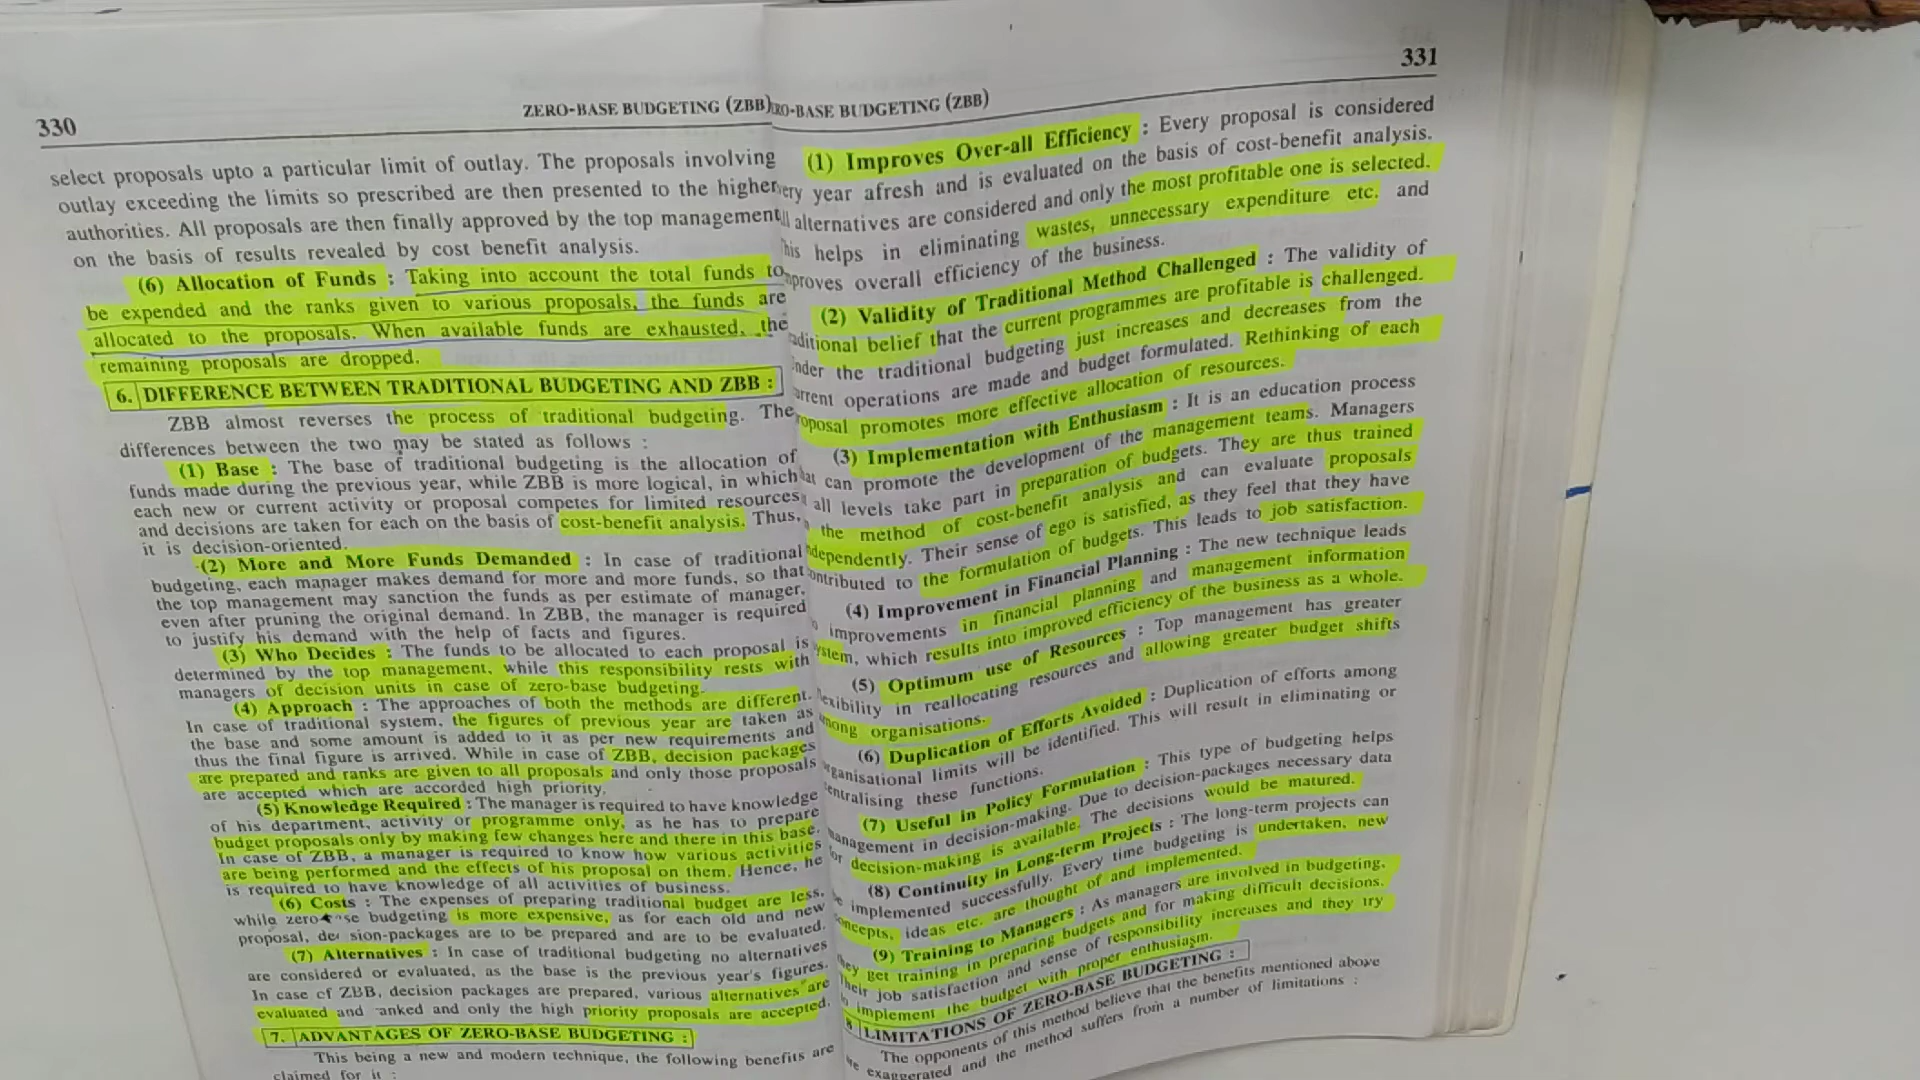 330
ZERO-BASE BUDGETING (ZBB)
select proposals upto a particular limit of outlay. The proposals involving
outlay exceeding the limits so prescribed are then presented to the higher
authorities. All proposals are then finally approved by the top management
on the basis of results revealed by cost benefit analysis.
(6) Allocation of Funds : Taking into account the total funds to
be expended and the ranks given to various proposals, the funds are
allocated to the proposals. When available funds are exhausted, the
remaining proposals are dropped.
6. DIFFERENCE BETWEEN TRADITIONAL BUDGETING AND ZBB :
ZBB almost reverses the process of traditional budgeting. The
differences between the two may be stated as follows :
(1) Base : The base of traditional budgeting is the allocation of
funds made during the previous year, while ZBB is more logical, in which
each new or current activity or proposal competes for limited resources
and decisions are taken for each on the basis of cost-benefit analysis. Thus,
it is decision-oriented.
(2) More and More Funds Demanded : In case of traditional
budgeting, each manager makes demand for more and more funds, so that
the top management may sanction the funds as per estimate of manager,
even after pruning the original demand. In ZBB, the manager is required
to justify his demand with the help of facts and figures.
(3) Who Decides : The funds to be allocated to each proposal is
determined by the top management, while this responsibility rests with
managers of decision units in case of zero-base budgeting.
(4) Approach : The approaches of both the methods are different.
In case of traditional system, the figures of previous year are taken as
the base and some amount is added to it as per new requirements and
thus the final figure is arrived. While in case of ZBB, decision packages
are prepared and ranks are given to all proposals and only those proposals
are accepted which are accorded high priority.
(5) Knowledge Required : The manager is required to have knowledge
of his department, activity or programme only, as he has to prepare
budget proposals only by making few changes here and there in this base.
In case of ZBB, a manager is required to know how various activities
are being performed and the effects of his proposal on them. Hence, he
is required to have knowledge of all activities of business.
(6) Costs : The expenses of preparing traditional budget are less,
while budgeting is more expensive, as for each old and new
proposal, sion-packages are to be prepared and are to be evaluated.
(7) Alternatives : In case of traditional budgeting no alternatives
are considered or evaluated, as the base is the previous year's figures.
In case of ZBB, decision packages are prepared, various alternatives are
evaluated and anked and only the high priority proposals are accepted.
7. ADVANTAGES OF ZERO-BASE BUDGETING :
This being a new and modern technique, the following benefits are
claimed for it :
RO-BASE BUDGETING (ZBB)
331
(1) Improves Over-all Efficiency : Every proposal is considered
ery year afresh and is evaluated on the basis of cost-benefit analysis.
ll alternatives are considered and only the most profitable one is selected.
his helps in eliminating wastes, unnecessary expenditure etc. and
proves overall efficiency of the business.
(2) Validity of Traditional Method Challenged : The validity of
aditional belief that the current programmes are profitable is challenged.
nder the traditional budgeting just increases and decreases from the
urrent operations are made and budget formulated. Rethinking of each
roposal promotes more effective allocation of resources.
(3) Implementation with Enthusiasm : It is an education process
hat can promote the development of the management teams. Managers
all levels take part in preparation of budgets. They are thus trained
the method of cost-benefit analysis and can evaluate proposals
dependently. Their sense of ego is satisfied, as they feel that they have
ontributed to the formulation of budgets. This leads to job satisfaction.
(4) Improvement in Financial Planning : The new technique leads
improvements in financial planning and management information
ystem, which results into improved efficiency of the business as a whole.
(5) Optimum use of Resources : Top management has greater
lexibility in reallocating resources and allowing greater budget shifts
mong organisations.
(6) Duplication of Efforts Avoided : Duplication of efforts among
rganisational limits will be identified. This will result in eliminating or
entralising these functions.
(7) Useful in Policy Formulation : This type of budgeting helps
management in decision-making. Due to decision-packages necessary data
or decision-making is available. The decisions would be matured.
(8) Continuity in Long-term Projects : The long-term projects can
be implemented successfully. Every time budgeting is undertaken, new
concepts, ideas etc. are thought of and implemented.
(9) Training to Managers : As managers are involved in budgeting,
hey get training in preparing budgets and for making difficult decisions.
heir job satisfaction and sense of responsibility increases and they try
o implement the budget with proper enthusiasm.
8 LIMITATIONS OF ZERO-BASE BUDGETING :
The opponents of this method believe that the benefits mentioned above
re exaggerated and the method suffers from a number of limitations :